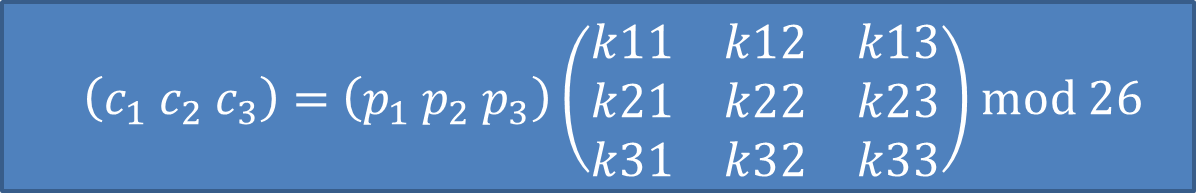 k11 k12 k13
(c₁ c₂ c₃) = (p₁ p₂ p₃) ( k21 k22 k23 ) mod 26
k31 k32 k33